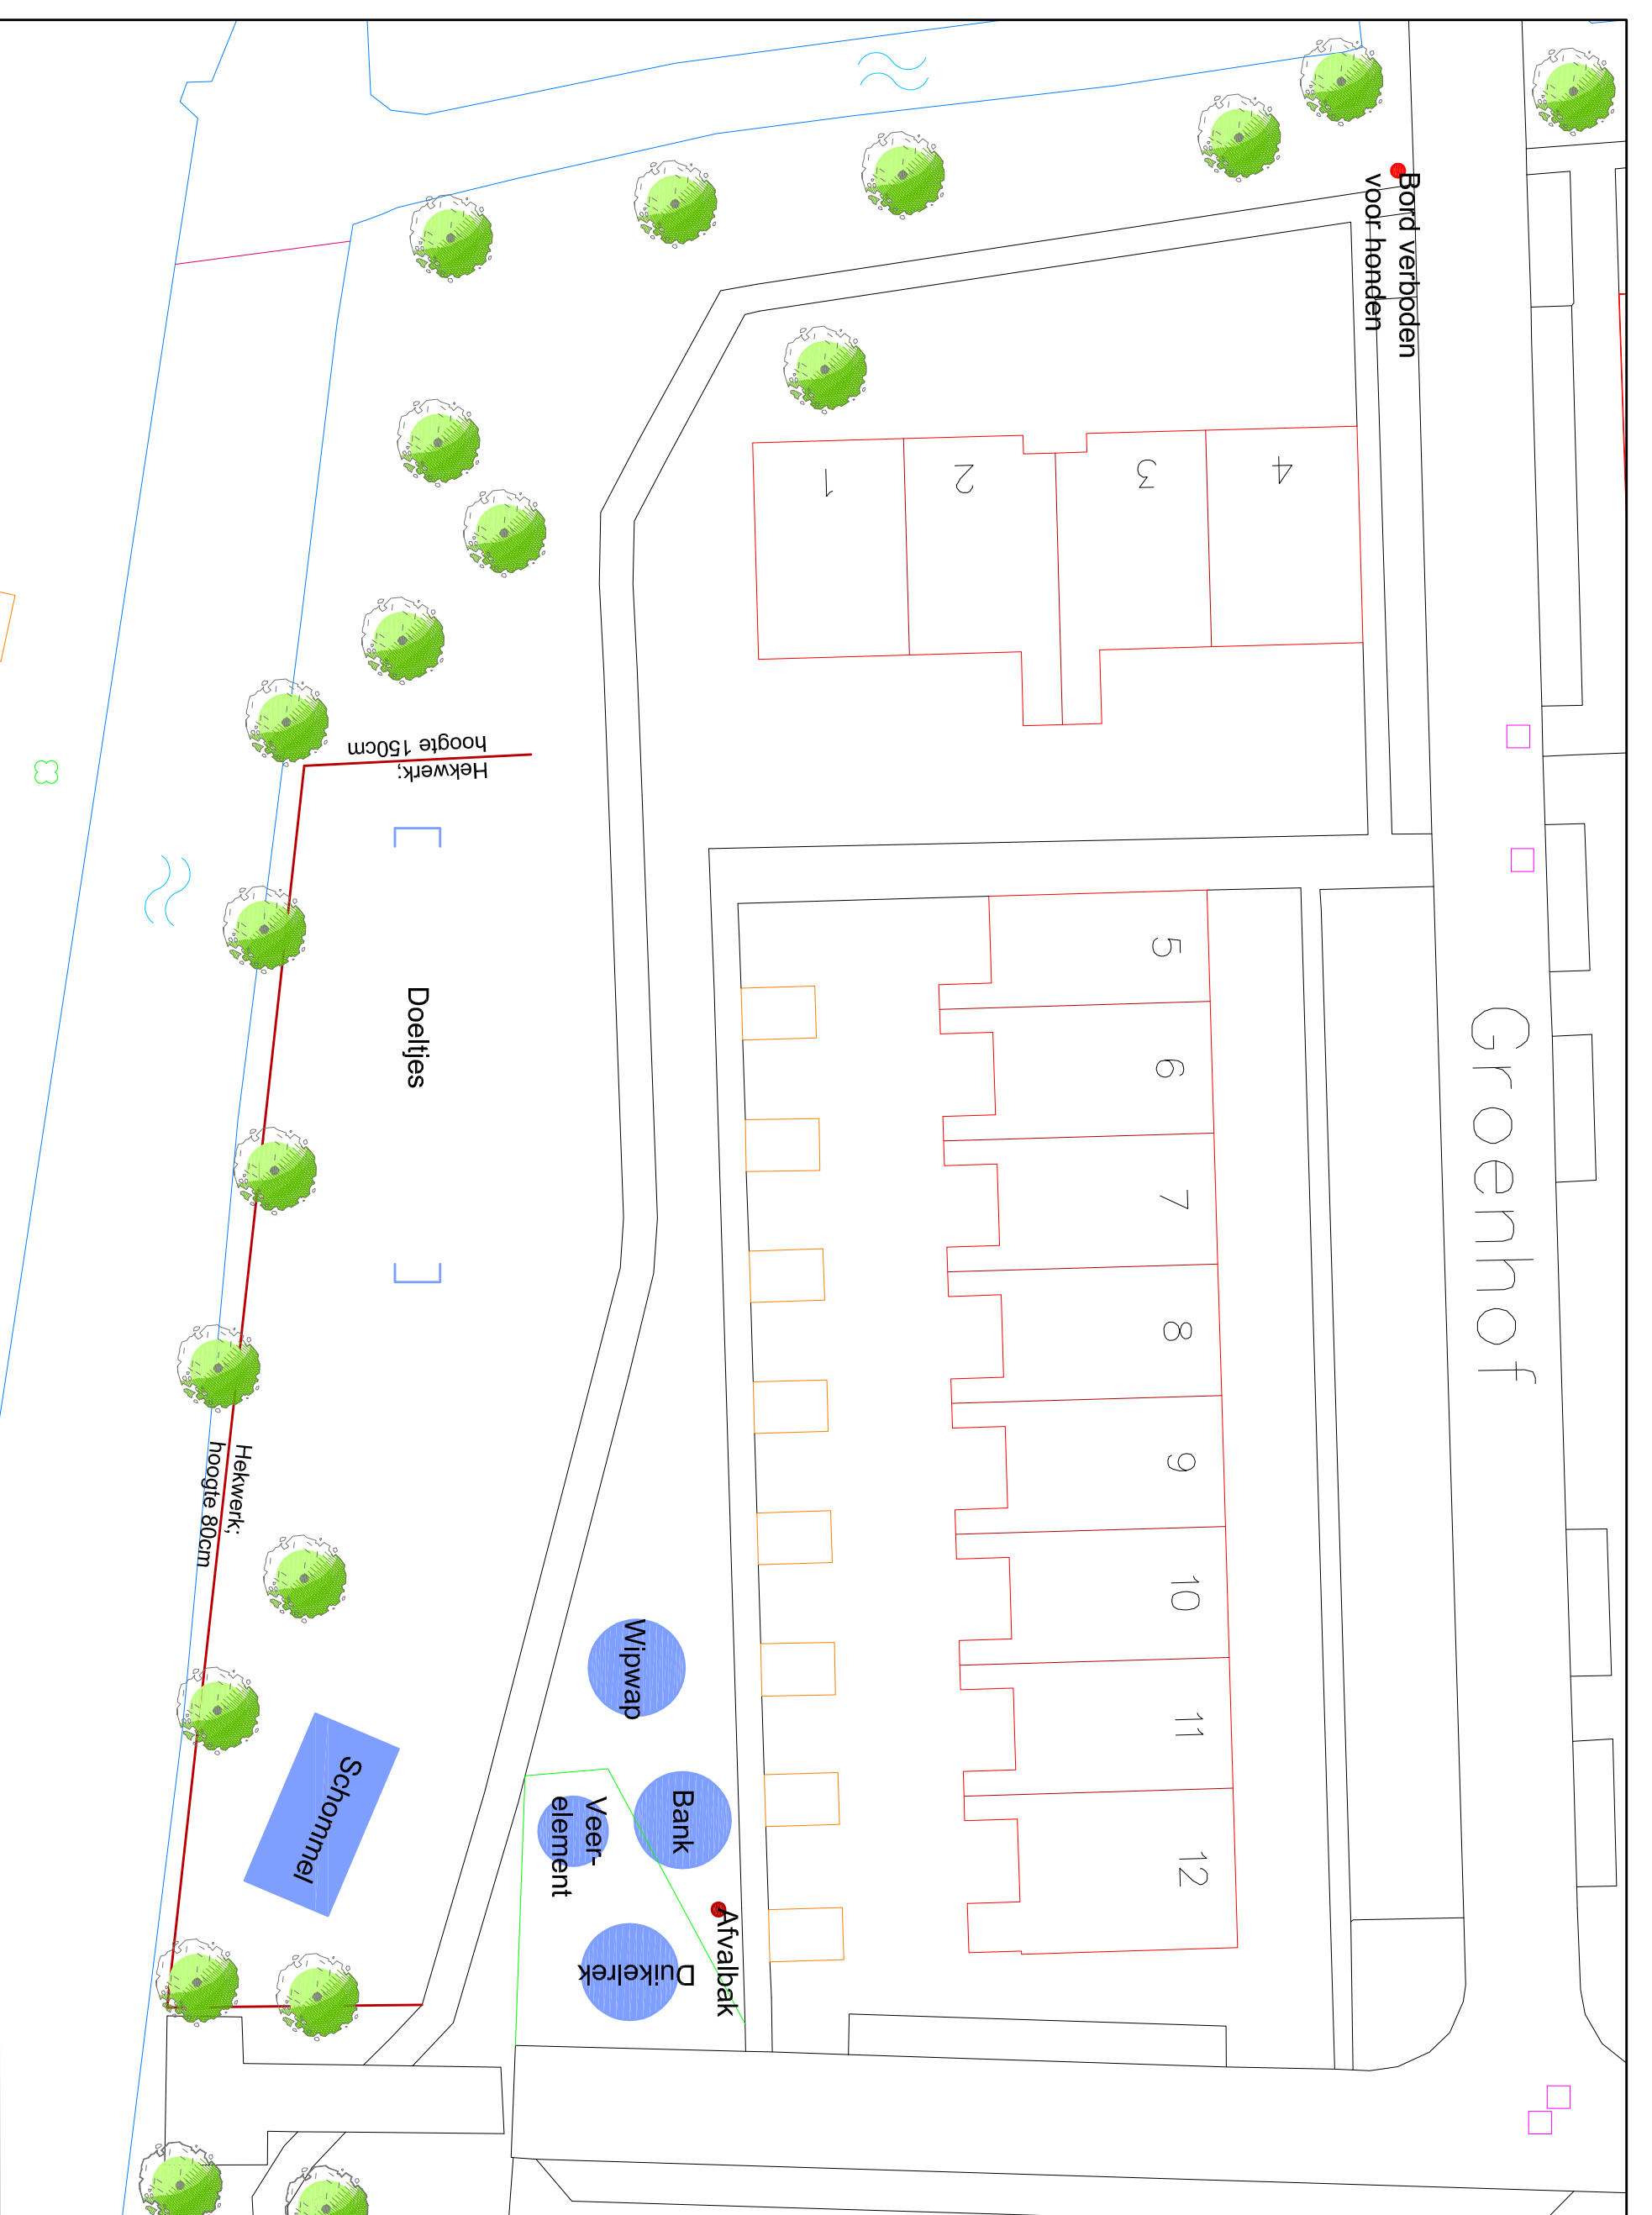 Bord verboden
voor honden
1
2
3
4
Hekwerk;
hoogte 150cm
5
6
7
8
9
10
11
12
Groenhof
Doeltjes
Hekwerk;
hoogte 80cm
Wipwap
Schommel
Bank
Veer-
element
Afvalbak
Duikelrek